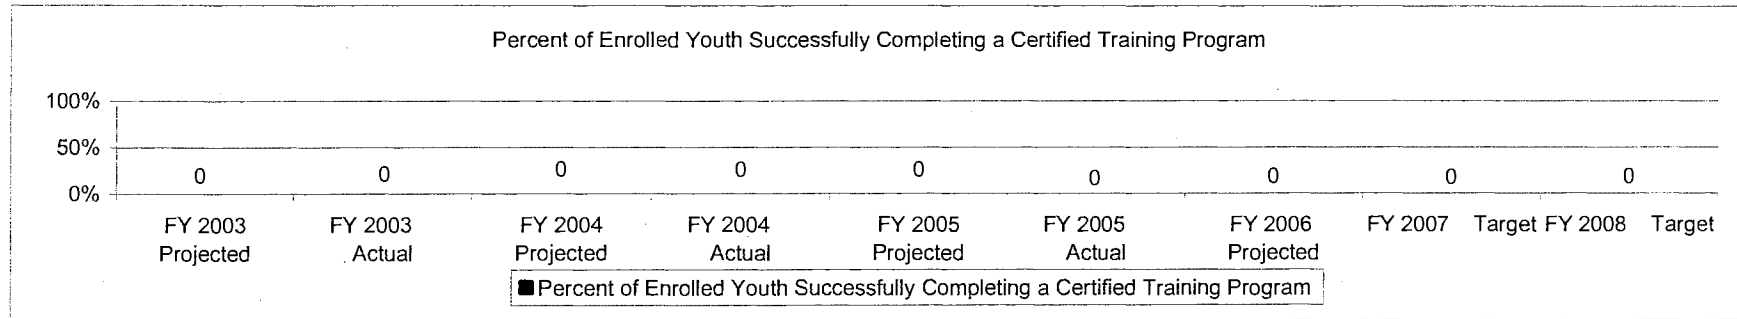 Percent of Enrolled Youth Successfully Completing a Certified Training Program
100%
50%
0%
0 0 0 0 0 0 0 0 0
FY 2003 FY 2003 FY 2004 FY 2004 FY 2005 FY 2005 FY 2006 FY 2007 Target FY 2008 Target
Projected Actual Projected Actual Projected Actual Projected
Percent of Enrolled Youth Successfully Completing a Certified Training Program